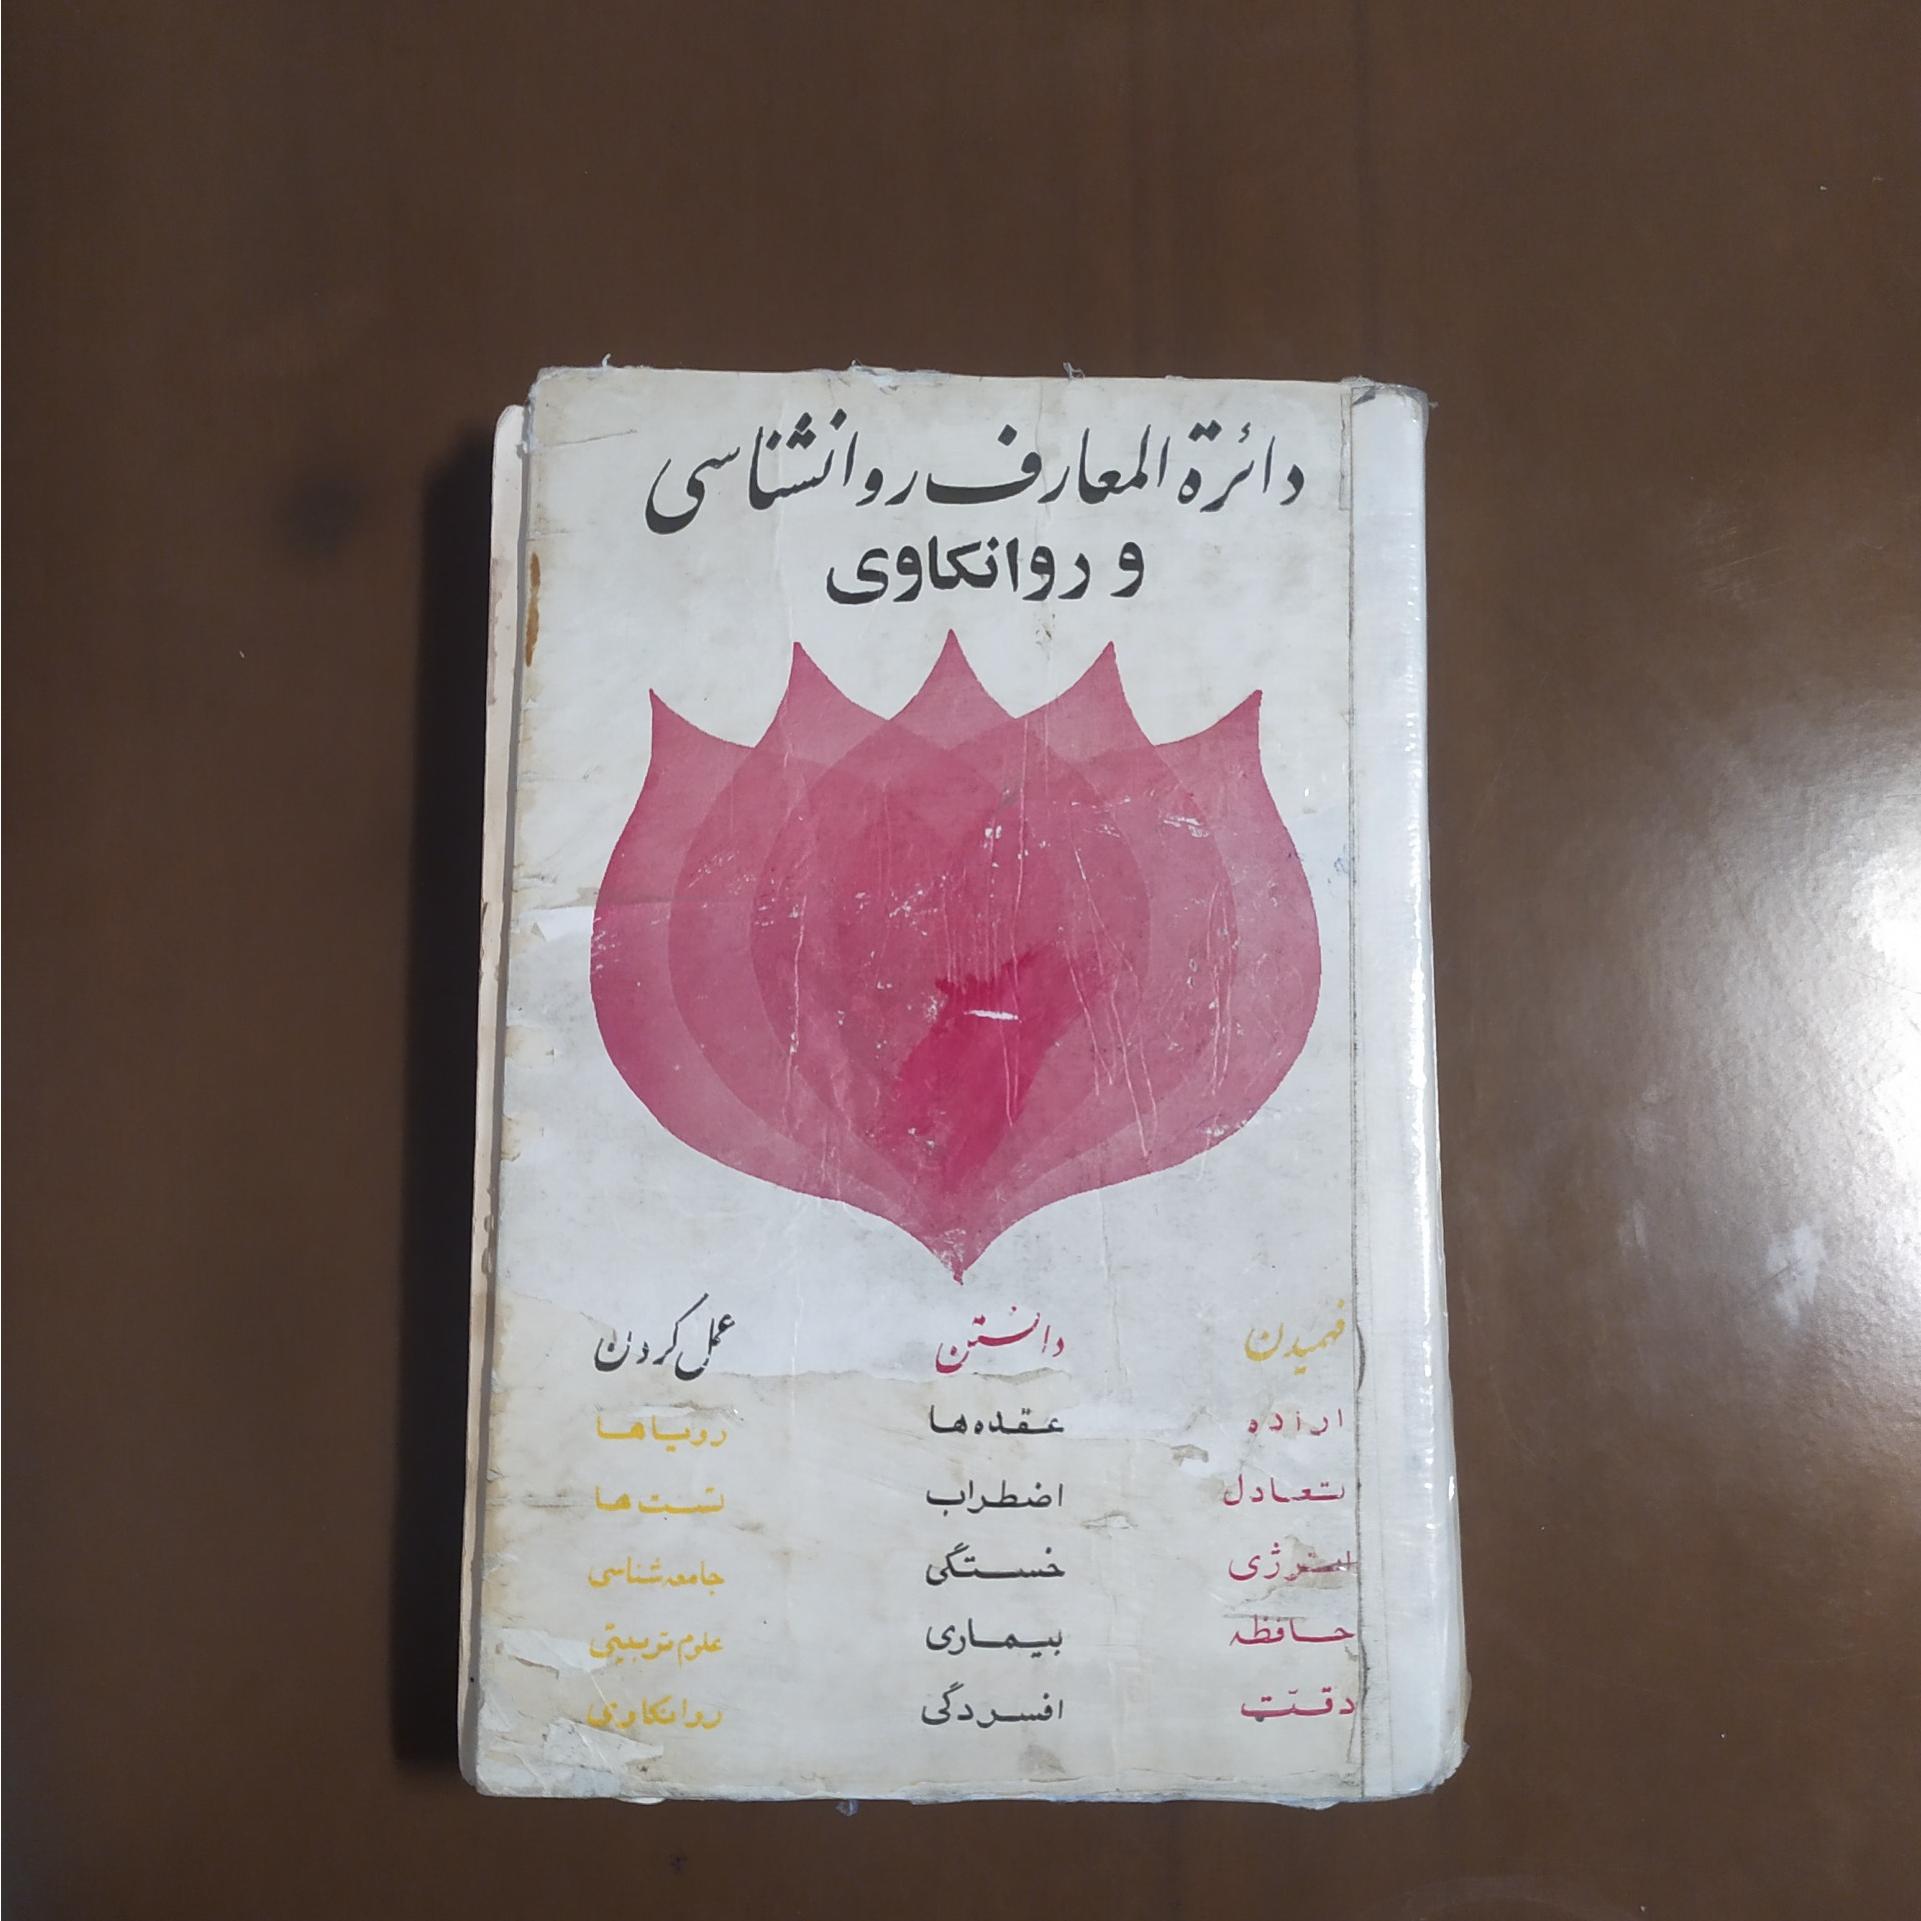 دائرة المعارف روانشناسی
و روانکاوی
فهمیدن دانستن عمل کردن
اراده عقده‌ها رویاها
تعادل اضطراب تست‌ها
انرژی خستگی جامعه‌شناسی
حافظه بیماری علوم تربیتی
دقت افسردگی روانکاوی